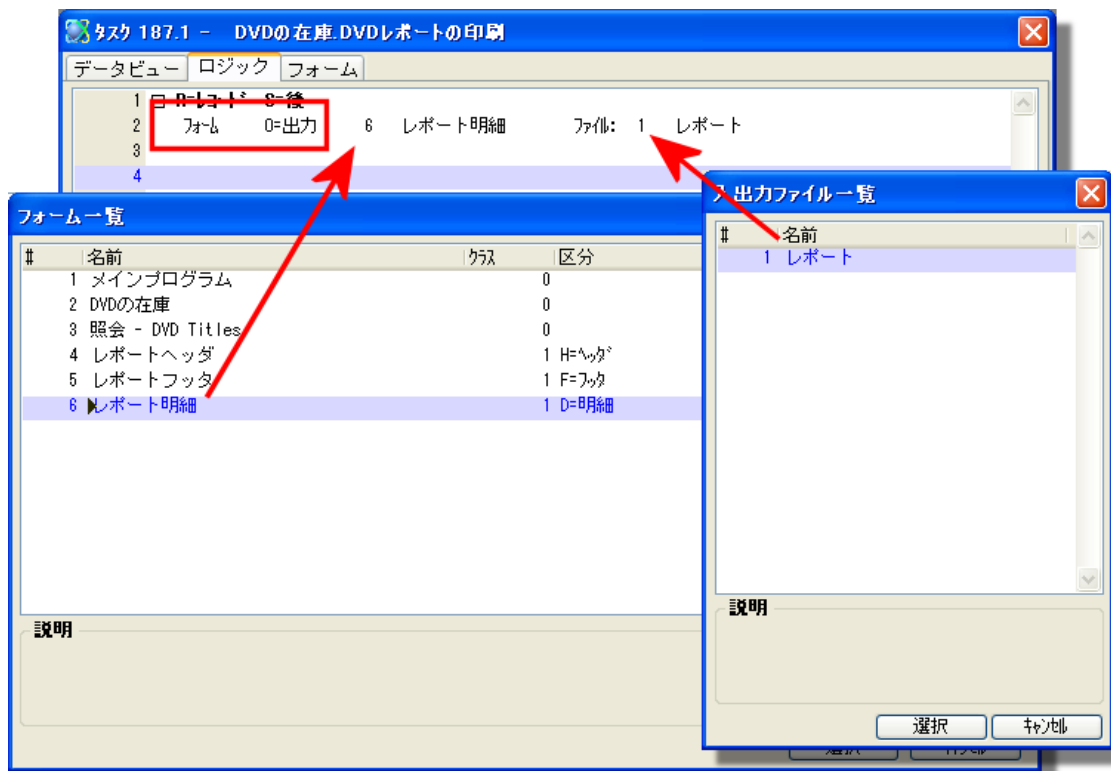 タスク 187.1 - DVDの在庫.DVDレポートの印刷
データビュー ロジック フォーム
1 R=レコード S=後
2 フォーム O=出力 6 レポート明細 ファイル: 1 レポート
3
4
フォーム一覧
# 名前 クラス 区分
1 メインプログラム 0
2 DVDの在庫 0
3 照会 - DVD Titles 0
4 レポートヘッダ 1 H=ヘッダ
5 レポートフッタ 1 F=フッタ
6 レポート明細 1 D=明細
説明
入出力ファイル一覧
# 名前
1 レポート
説明
選択 キャンセル